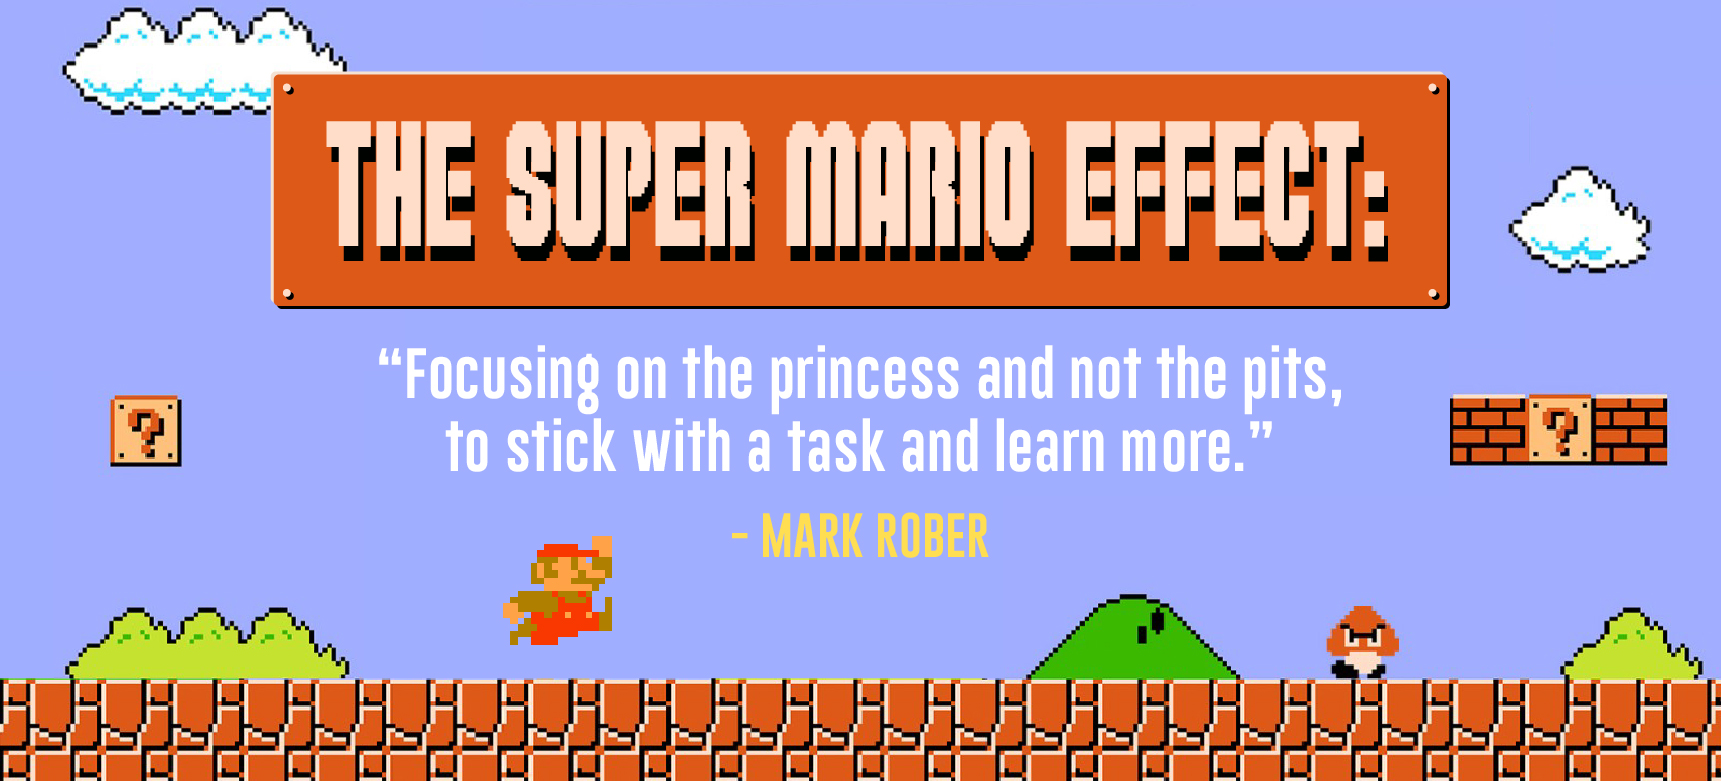 THE SUPER MARIO EFFECT:
“Focusing on the princess and not the pits,
to stick with a task and learn more.”
- MARK ROBER
?
?